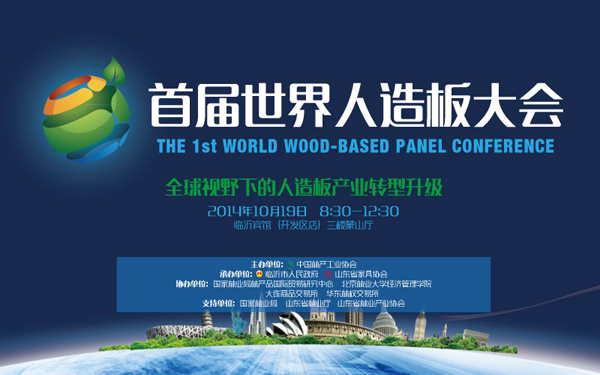 首届世界人造板大会
THE 1st WORLD WOOD-BASED PANEL CONFERENCE
全球视野下的人造板产业转型升级
2014年10月19日 8:30—12:30
临沂宾馆（开发区店）三楼蒙山厅
主办单位： 中国林产工业协会
承办单位： 临沂市人民政府 山东省家具协会
协办单位：国家林业局林产品国际贸易研究中心 北京林业大学经济管理学院
大连商品交易所 华东林权交易所
支持单位：国家林业局 山东省林业厅 山东省林业产业协会